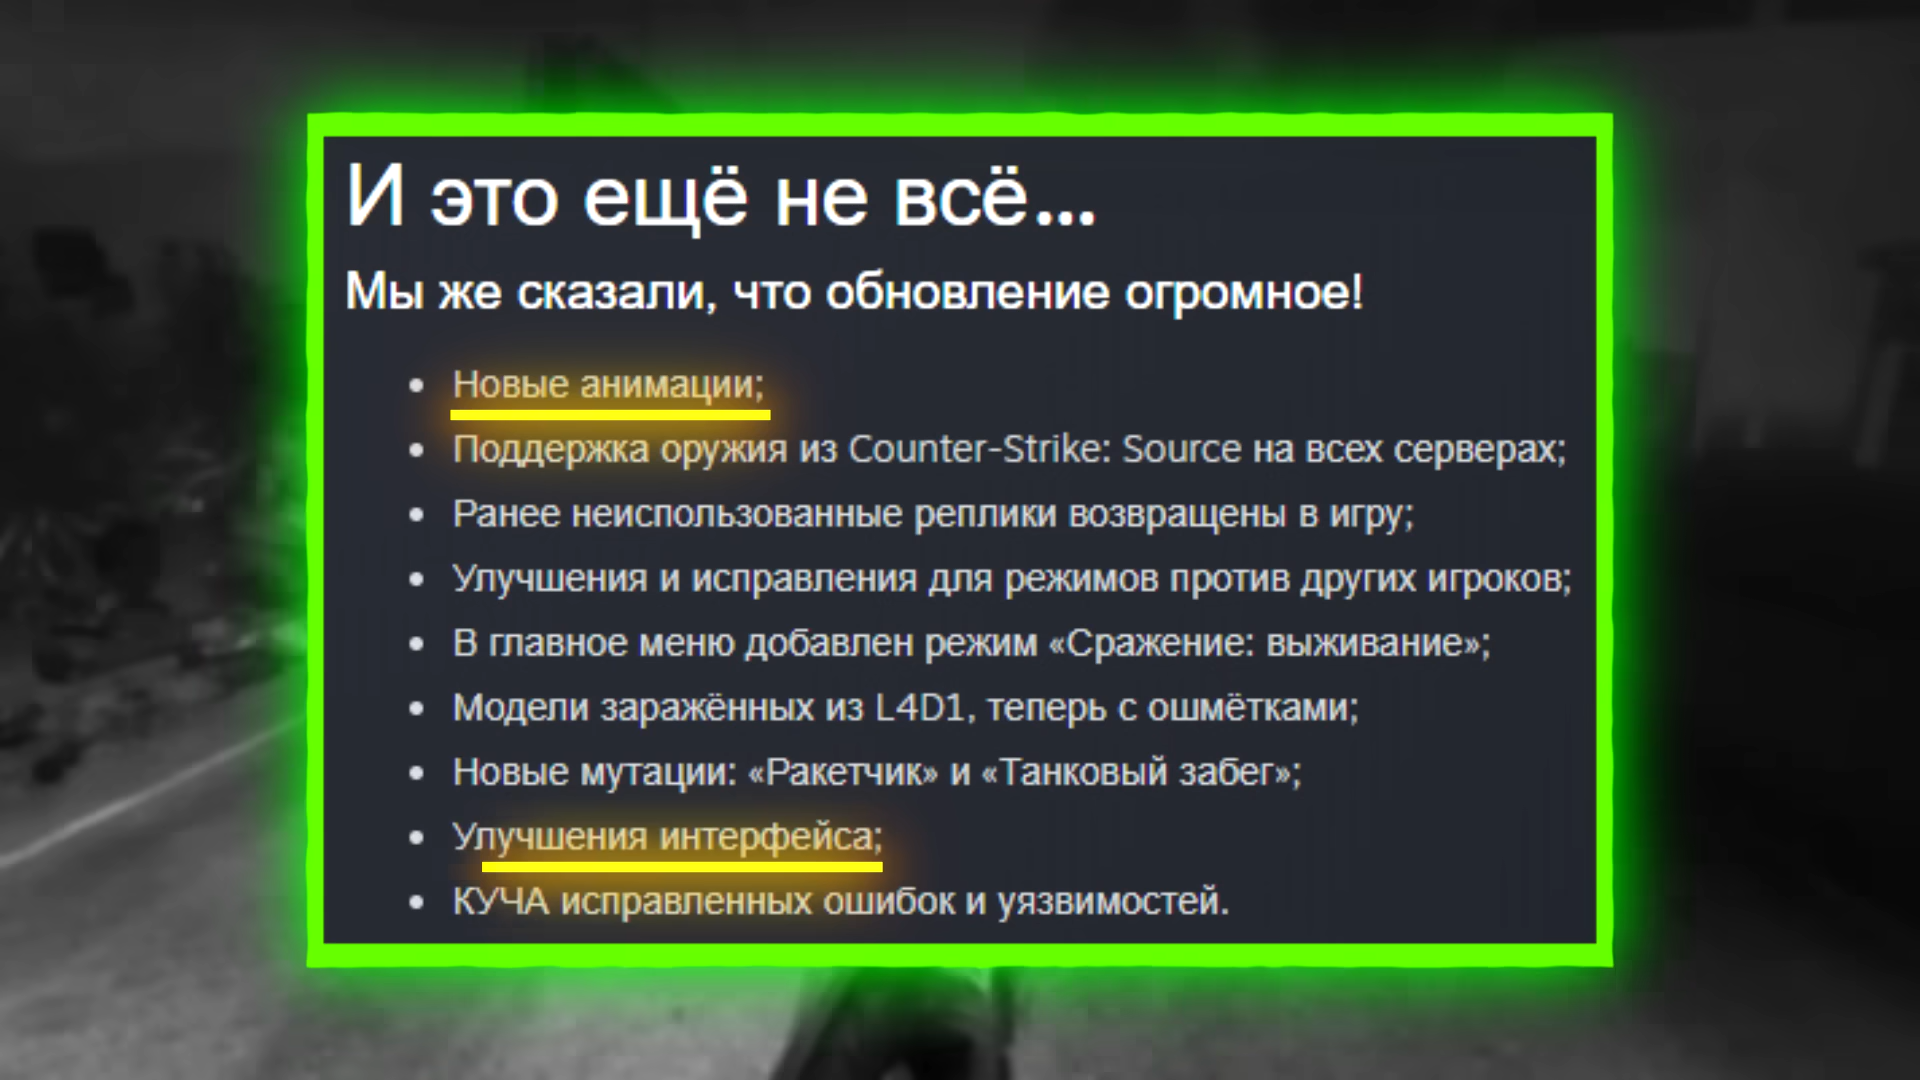 И это ещё не всё...
Мы же сказали, что обновление огромное!
• Новые анимации;
• Поддержка оружия из Counter-Strike: Source на всех серверах;
• Ранее неиспользованные реплики возвращены в игру;
• Улучшения и исправления для режимов против других игроков;
• В главное меню добавлен режим «Сражение: выживание»;
• Модели заражённых из L4D1, теперь с ошмётками;
• Новые мутации: «Ракетчик» и «Танковый забег»;
• Улучшения интерфейса;
• КУЧА исправленных ошибок и уязвимостей.